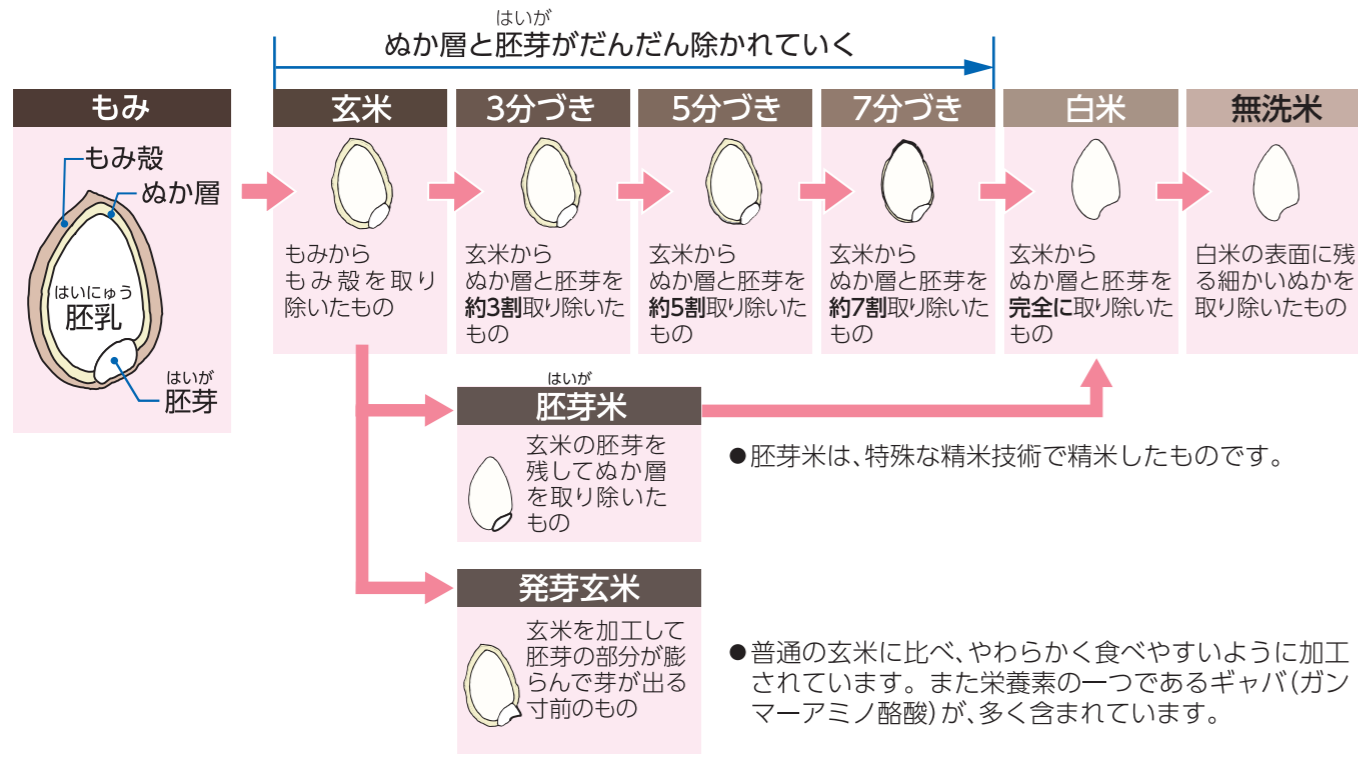 はいが
ぬか層と胚芽がだんだん除かれていく
もみ
もみ殻
ぬか層
はいにゅう
胚乳
はいが
胚芽
玄米
もみから
もみ殻を取り
除いたもの
3分づき
玄米から
ぬか層と胚芽を
約3割取り除いた
もの
5分づき
玄米から
ぬか層と胚芽を
約5割取り除いた
もの
7分づき
玄米から
ぬか層と胚芽を
約7割取り除いた
もの
白米
玄米から
ぬか層と胚芽を
完全に取り除いた
もの
無洗米
白米の表面に残
る細かいぬかを
取り除いたもの
はいが
胚芽米
玄米の胚芽を
残してぬか層
を取り除いた
もの
●胚芽米は、特殊な精米技術で精米したものです。
発芽玄米
玄米を加工して
胚芽の部分が膨
らんで芽が出る
寸前のもの
●普通の玄米に比べ、やわらかく食べやすいように加工
されています。また栄養素の一つであるギャバ(ガン
マーアミノ酪酸)が、多く含まれています。